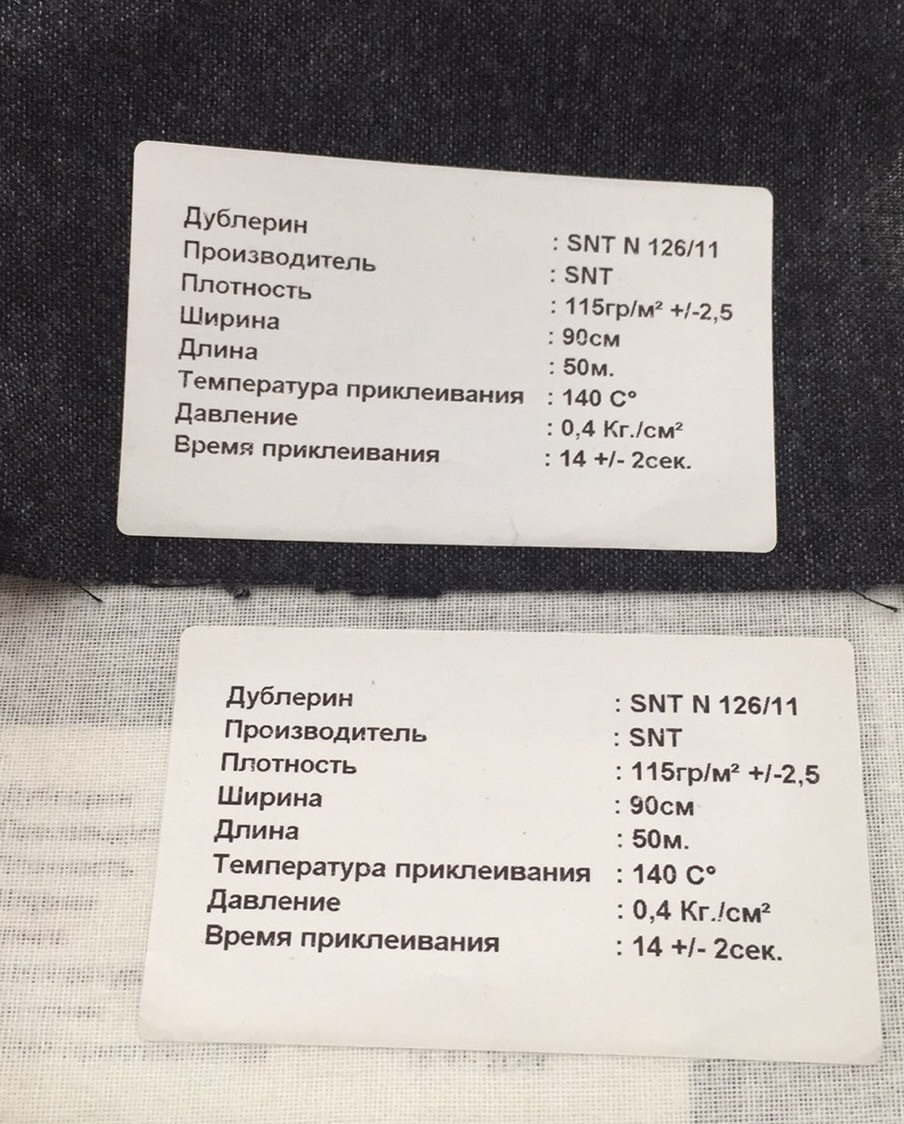 Дублерин : SNT N 126/11
Производитель : SNT
Плотность : 115гр/м² +/-2,5
Ширина : 90см
Длина : 50м.
Температура приклеивания : 140 C°
Давление : 0,4 Кг./см²
Время приклеивания : 14 +/- 2сек.
Дублерин : SNT N 126/11
Производитель : SNT
Плотность : 115гр/м² +/-2,5
Ширина : 90см
Длина : 50м.
Температура приклеивания : 140 C°
Давление : 0,4 Кг./см²
Время приклеивания : 14 +/- 2сек.